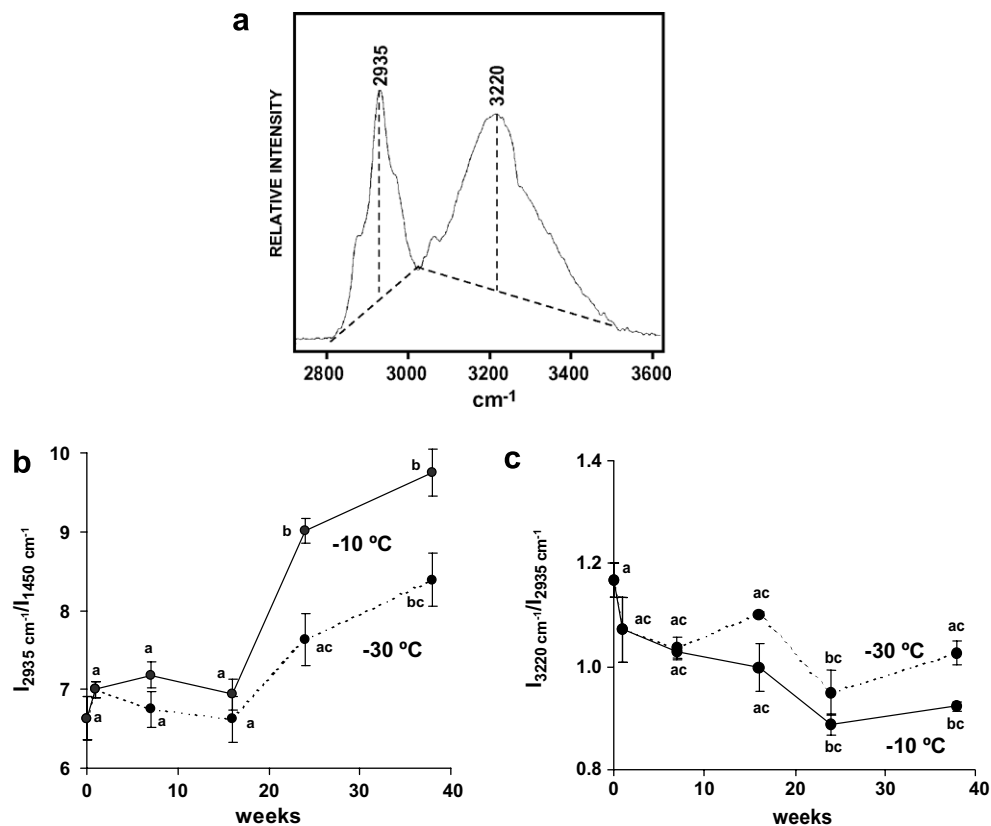 a
RELATIVE INTENSITY
2935
3220
2800 3000 3200 3400 3600
cm-1
b
I2935 cm-1/I1450 cm-1
10
9
8
7
6
a
a
a
a
a
a
b
ac
b
bc
-10 ºC
-30 ºC
0 10 20 30 40
weeks
c
I3220 cm-1/I2935 cm-1
1.4
1.2
1.0
0.8
a
ac
ac
ac
ac
ac
bc
bc
ac
bc
-30 ºC
-10 ºC
0 10 20 30 40
weeks